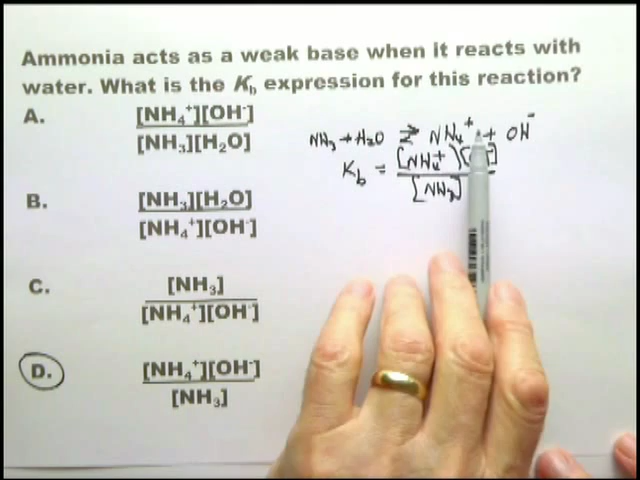 Ammonia acts as a weak base when it reacts with
water. What is the Kb expression for this reaction?
A. [NH₄⁺][OH⁻]
[NH₃][H₂O]
B. [NH₃][H₂O]
[NH₄⁺][OH⁻]
C. [NH₃]
[NH₄⁺][OH⁻]
D. [NH₄⁺][OH⁻]
[NH₃]
NH₃ + H₂O ⇌ NH₄⁺ + OH⁻
Kb = [NH₄⁺][
[NH₃]